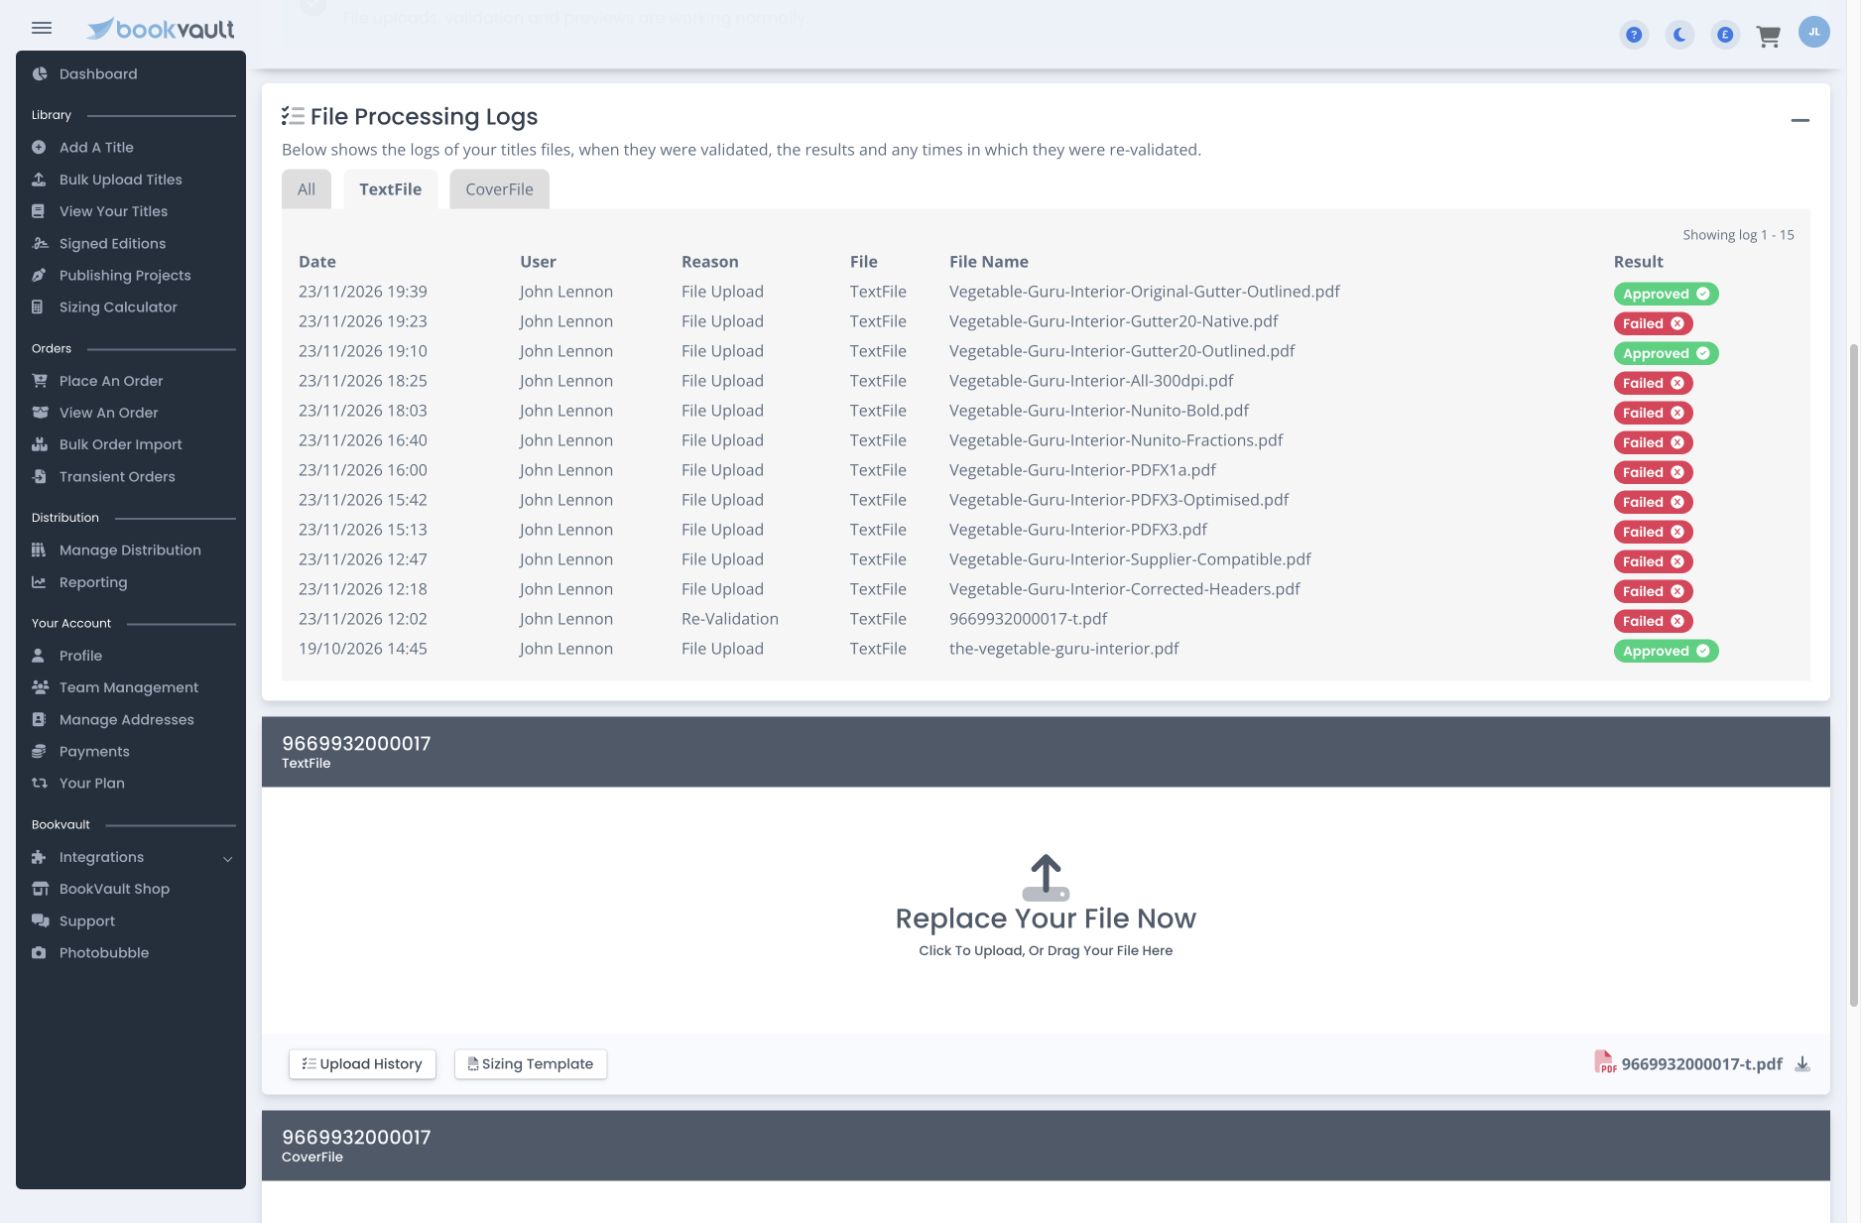 bookvault
File uploads, validation and previews are working normally.
? £ JL
Dashboard
Library
Add A Title
Bulk Upload Titles
View Your Titles
Signed Editions
Publishing Projects
Sizing Calculator
Orders
Place An Order
View An Order
Bulk Order Import
Transient Orders
Distribution
Manage Distribution
Reporting
Your Account
Profile
Team Management
Manage Addresses
Payments
Your Plan
Bookvault
Integrations
BookVault Shop
Support
Photobubble
File Processing Logs
Below shows the logs of your titles files, when they were validated, the results and any times in which they were re-validated.
All TextFile CoverFile
Showing log 1 - 15
Date User Reason File File Name Result
23/11/2026 19:39 John Lennon File Upload TextFile Vegetable-Guru-Interior-Original-Gutter-Outlined.pdf Approved
23/11/2026 19:23 John Lennon File Upload TextFile Vegetable-Guru-Interior-Gutter20-Native.pdf Failed
23/11/2026 19:10 John Lennon File Upload TextFile Vegetable-Guru-Interior-Gutter20-Outlined.pdf Approved
23/11/2026 18:25 John Lennon File Upload TextFile Vegetable-Guru-Interior-All-300dpi.pdf Failed
23/11/2026 18:03 John Lennon File Upload TextFile Vegetable-Guru-Interior-Nunito-Bold.pdf Failed
23/11/2026 16:40 John Lennon File Upload TextFile Vegetable-Guru-Interior-Nunito-Fractions.pdf Failed
23/11/2026 16:00 John Lennon File Upload TextFile Vegetable-Guru-Interior-PDFX1a.pdf Failed
23/11/2026 15:42 John Lennon File Upload TextFile Vegetable-Guru-Interior-PDFX3-Optimised.pdf Failed
23/11/2026 15:13 John Lennon File Upload TextFile Vegetable-Guru-Interior-PDFX3.pdf Failed
23/11/2026 12:47 John Lennon File Upload TextFile Vegetable-Guru-Interior-Supplier-Compatible.pdf Failed
23/11/2026 12:18 John Lennon File Upload TextFile Vegetable-Guru-Interior-Corrected-Headers.pdf Failed
23/11/2026 12:02 John Lennon Re-Validation TextFile 9669932000017-t.pdf Failed
19/10/2026 14:45 John Lennon File Upload TextFile the-vegetable-guru-interior.pdf Approved
9669932000017
TextFile
Replace Your File Now
Click To Upload, Or Drag Your File Here
Upload History Sizing Template PDF 9669932000017-t.pdf
9669932000017
CoverFile